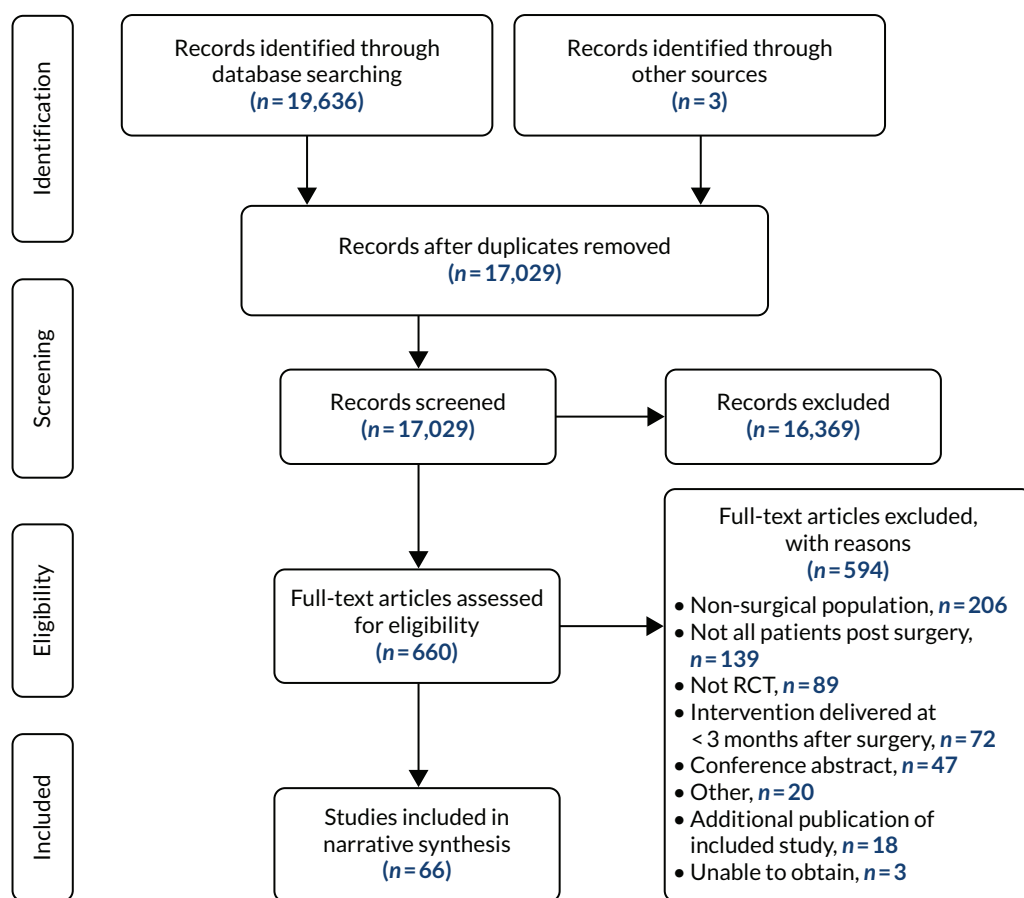 Identification
Records identified through
database searching
(n = 19,636)
Records identified through
other sources
(n = 3)
Records after duplicates removed
(n = 17,029)
Screening
Records screened
(n = 17,029)
Records excluded
(n = 16,369)
Eligibility
Full-text articles assessed
for eligibility
(n = 660)
Full-text articles excluded,
with reasons
(n = 594)
• Non-surgical population, n = 206
• Not all patients post surgery,
n = 139
• Not RCT, n = 89
• Intervention delivered at
< 3 months after surgery, n = 72
• Conference abstract, n = 47
• Other, n = 20
• Additional publication of
included study, n = 18
• Unable to obtain, n = 3
Included
Studies included in
narrative synthesis
(n = 66)